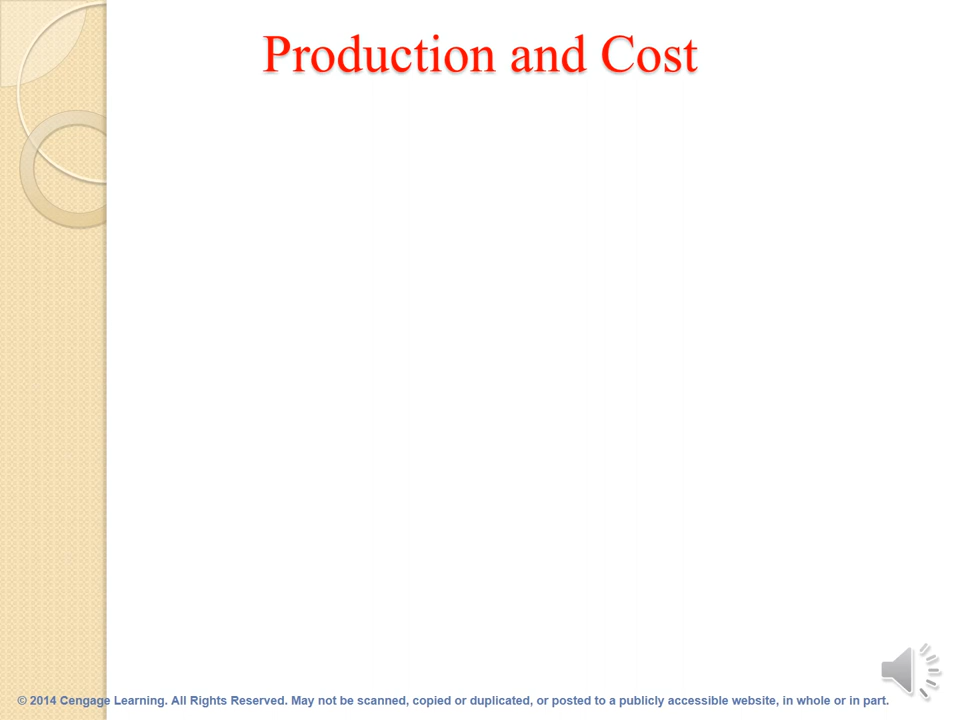 Production and Cost
© 2014 Cengage Learning. All Rights Reserved. May not be scanned, copied or duplicated, or posted to a publicly accessible website, in whole or in part.